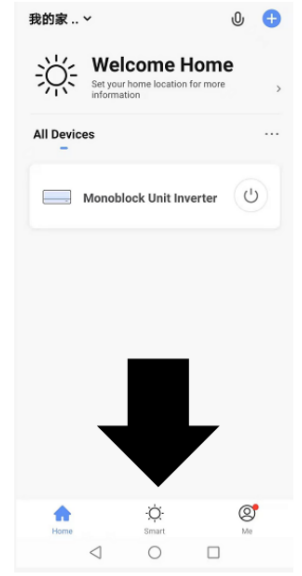 我的家 ..
Welcome Home
Set your home location for more
information
All Devices
...
Monoblock Unit Inverter
Home Smart Me